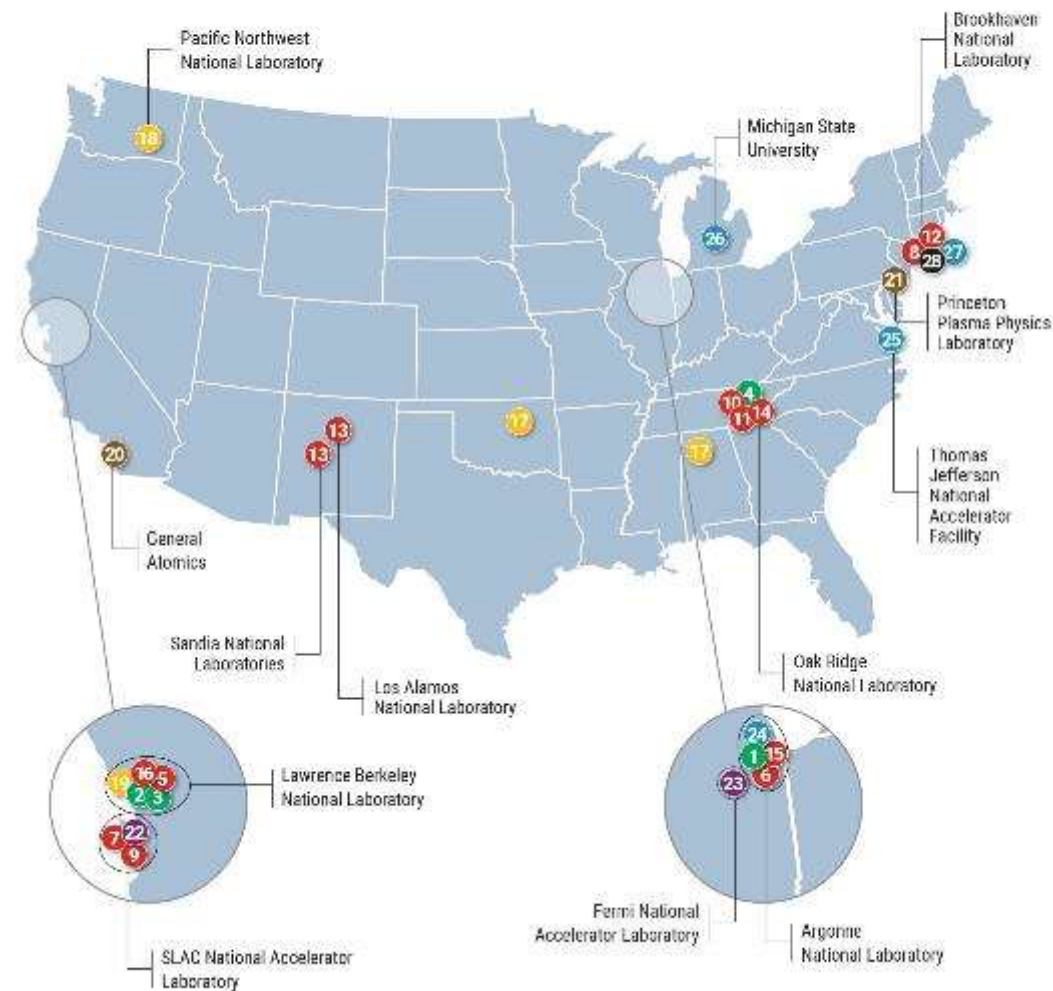 Brookhaven
National
Laboratory
Pacific Northwest
National Laboratory
18
Michigan State
University
26
12
8
28
27
21
Princeton
Plasma Physics
Laboratory
25
4
10
11
14
17
17
13
13
20
General
Atomics
Thomas
Jefferson
National
Accelerator
Facility
Sandia National
Laboratories
Los Alamos
National Laboratory
Oak Ridge
National Laboratory
19
16
5
2
3
Lawrence Berkeley
National Laboratory
22
7
9
SLAC National Accelerator
Laboratory
24
1
15
6
23
Fermi National
Accelerator Laboratory
Argonne
National Laboratory